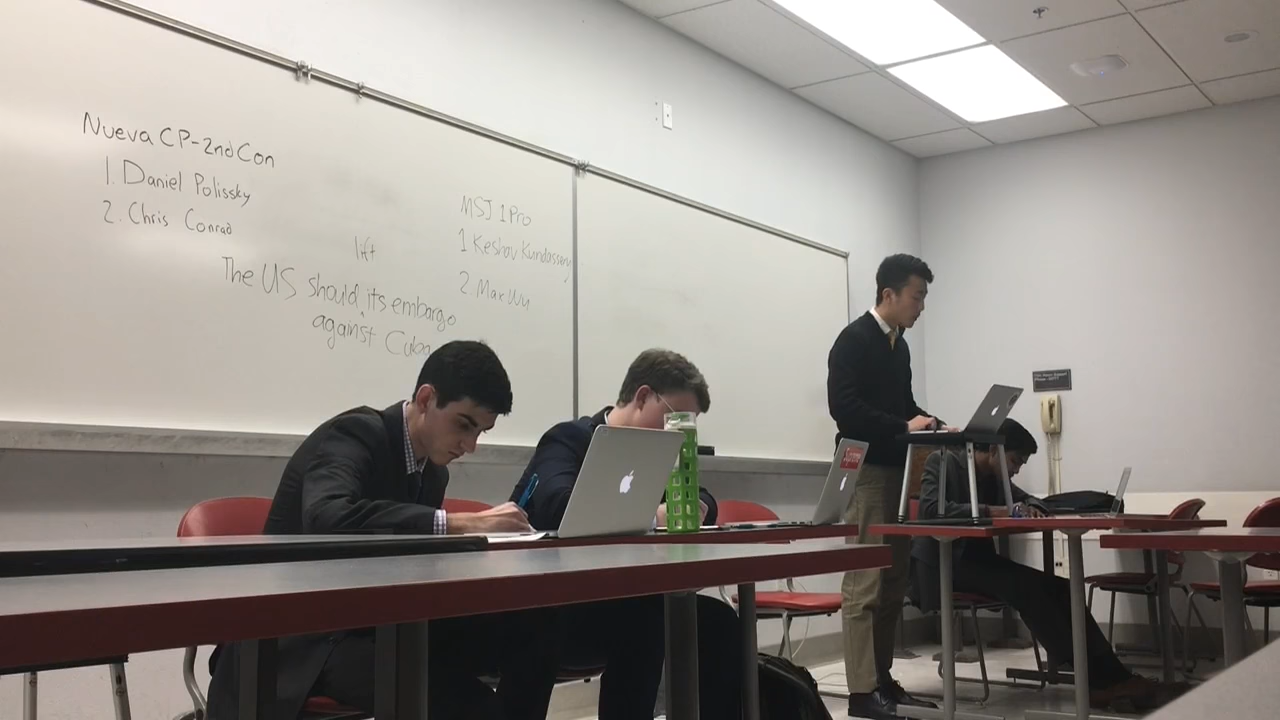 Nueva CP-2nd Con
1. Daniel Polissky
2. Chris Conrad
MSJ 1 Pro
1 Keshav Kundassery
2. Max Wu
lift
The US should its embargo
against Cuba